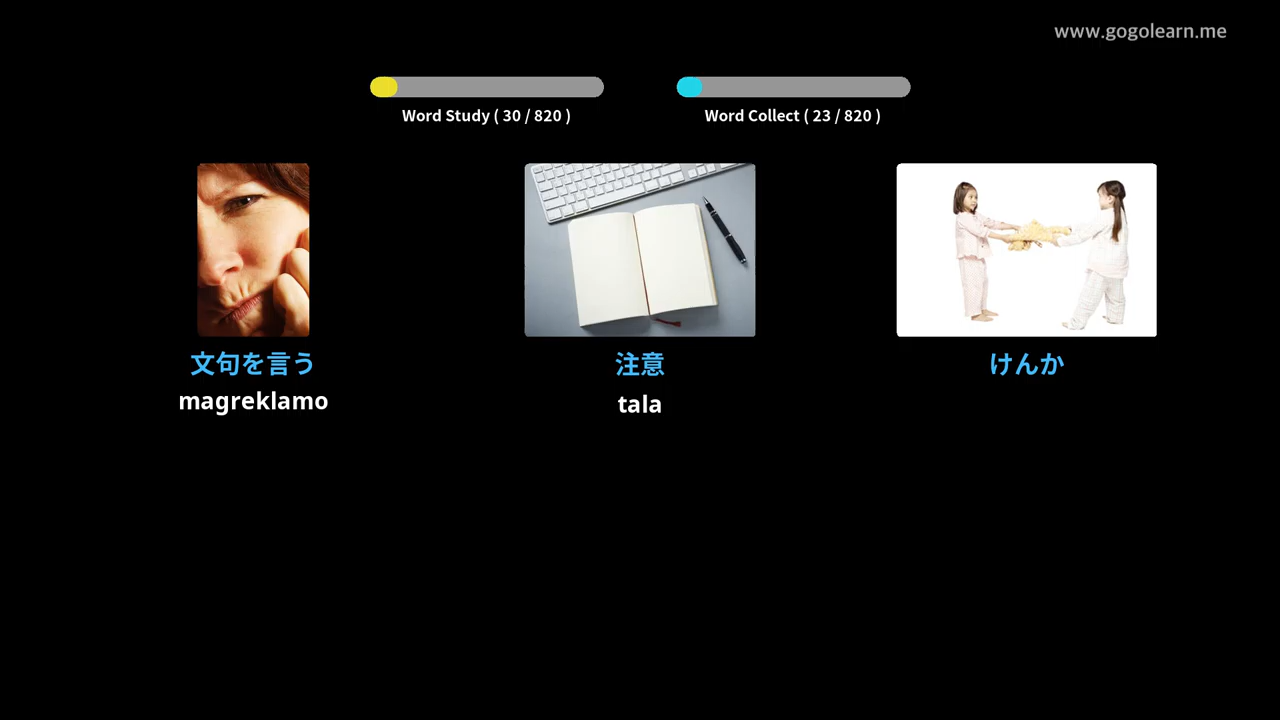 www.gogolearn.me
Word Study ( 30 / 820 )
Word Collect ( 23 / 820 )
文句を言う
magreklamo
注意
tala
けんか